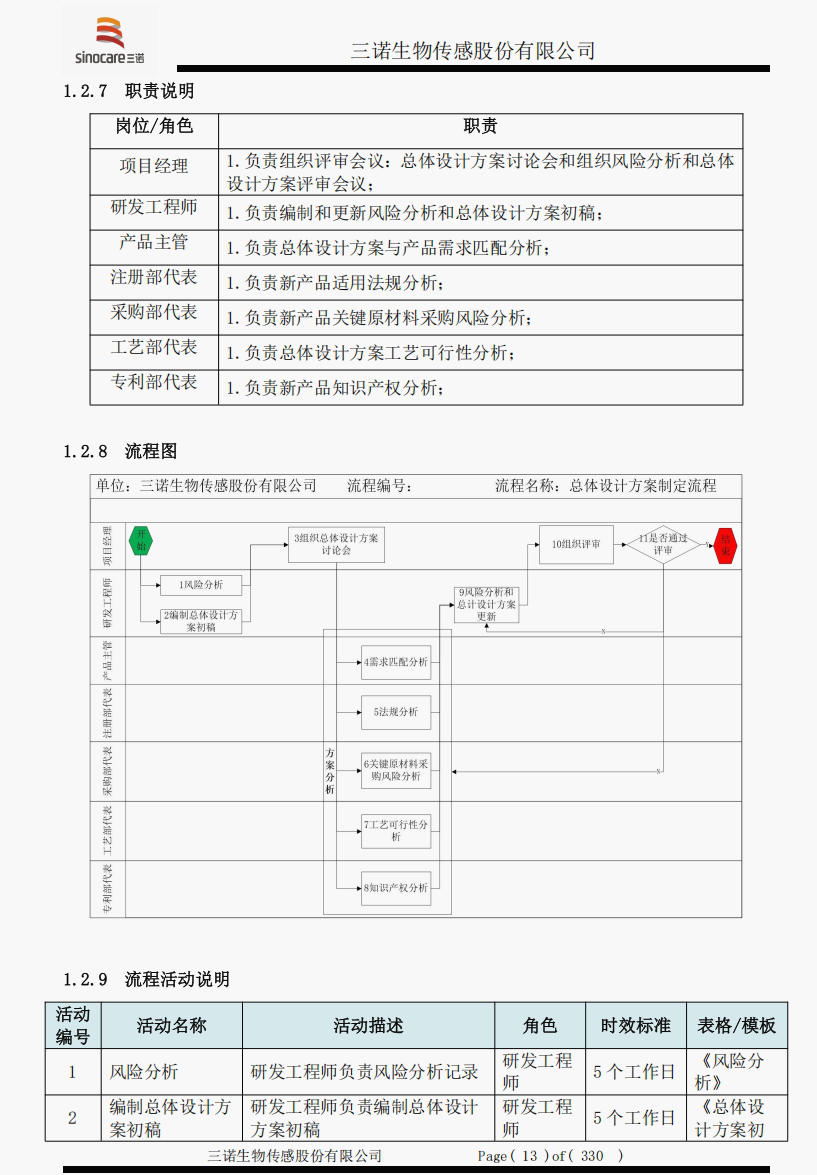 sinocare三诺
三诺生物传感股份有限公司
1.2.7 职责说明
岗位/角色 职责
项目经理 1.负责组织评审会议：总体设计方案讨论会和组织风险分析和总体
设计方案评审会议；
研发工程师 1.负责编制和更新风险分析和总体设计方案初稿；
产品主管 1.负责总体设计方案与产品需求匹配分析；
注册部代表 1.负责新产品适用法规分析；
采购部代表 1.负责新产品关键原材料采购风险分析；
工艺部代表 1.负责总体设计方案工艺可行性分析；
专利部代表 1.负责新产品知识产权分析；
1.2.8 流程图
单位：三诺生物传感股份有限公司 流程编号： 流程名称：总体设计方案制定流程
项目经理
开
始
3组织总体设计方案
讨论会
10组织评审
11是否通过
评审
Y
结
束
研发工程师
1风险分析
2编制总体设计方
案初稿
9风险分析和
总计设计方案
更新
N
产品主管
4需求匹配分析
注册部代表
5法规分析
采购部代表
方
案
分
析
6关键原材料采
购风险分析
N
工艺部代表
7工艺可行性分
析
专利部代表
8知识产权分析
1.2.9 流程活动说明
活动
编号
活动名称 活动描述 角色 时效标准 表格/模板
1 风险分析 研发工程师负责风险分析记录
研发工程
师
5 个工作日
《风险分
析》
2
编制总体设计方
案初稿
研发工程师负责编制总体设计
方案初稿
研发工程
师
5 个工作日
《总体设
计方案初
三诺生物传感股份有限公司 Page( 13 )of( 330 )